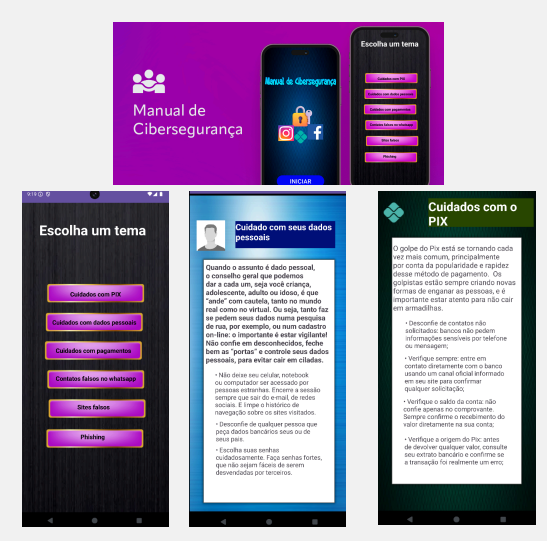 Manual de
Cibersegurança
Manual de Cibersegurança
INICIAR
Escolha um tema
Cuidados com PIX
Cuidados com dados pessoais
Cuidados com pagamentos
Contatos falsos no whatsapp
Sites falsos
Phishing
9:10
Escolha um tema
Cuidados com PIX
Cuidados com dados pessoais
Cuidados com pagamentos
Contatos falsos no whatsapp
Sites falsos
Phishing
Cuidado com seus dados
pessoais
Quando o assunto é dado pessoal,
o conselho geral que podemos
dar a cada um, seja você criança,
adolescente, adulto ou idoso, é que
"ande" com cautela, tanto no mundo
real como no virtual. Ou seja, tanto faz
se pedem seus dados numa pesquisa
de rua, por exemplo, ou num cadastro
on-line: o importante é estar vigilante!
Não confie em desconhecidos, feche
bem as "portas" e controle seus dados
pessoais, para evitar cair em ciladas.
• Não deixe seu celular, notebook
ou computador ser acessado por
pessoas estranhas. Encerre a sessão
sempre que sair do e-mail, de redes
sociais. E limpe o histórico de
navegação sobre os sites visitados.
• Desconfie de qualquer pessoa que
peça dados bancários seus ou de
seus pais.
• Escolha suas senhas
cuidadosamente. Faça senhas fortes,
que não sejam fáceis de serem
desvendadas por terceiros.
Cuidados com o
PIX
O golpe do Pix está se tornando cada
vez mais comum, principalmente
por conta da popularidade e rapidez
desse método de pagamento. Os
golpistas estão sempre criando novas
formas de enganar as pessoas, e é
importante estar atento para não cair
em armadilhas.
• Desconfie de contatos não
solicitados: bancos não pedem
informações sensíveis por telefone
ou mensagem;
• Verifique sempre: entre em
contato diretamente com o banco
usando um canal oficial informado
em seu site para confirmar
qualquer solicitação;
• Verifique o saldo da conta: não
confie apenas no comprovante.
Sempre confirme o recebimento do
valor diretamente na sua conta;
• Verifique a origem do Pix: antes
de devolver qualquer valor, consulte
seu extrato bancário e confirme se
a transação foi realmente um erro;